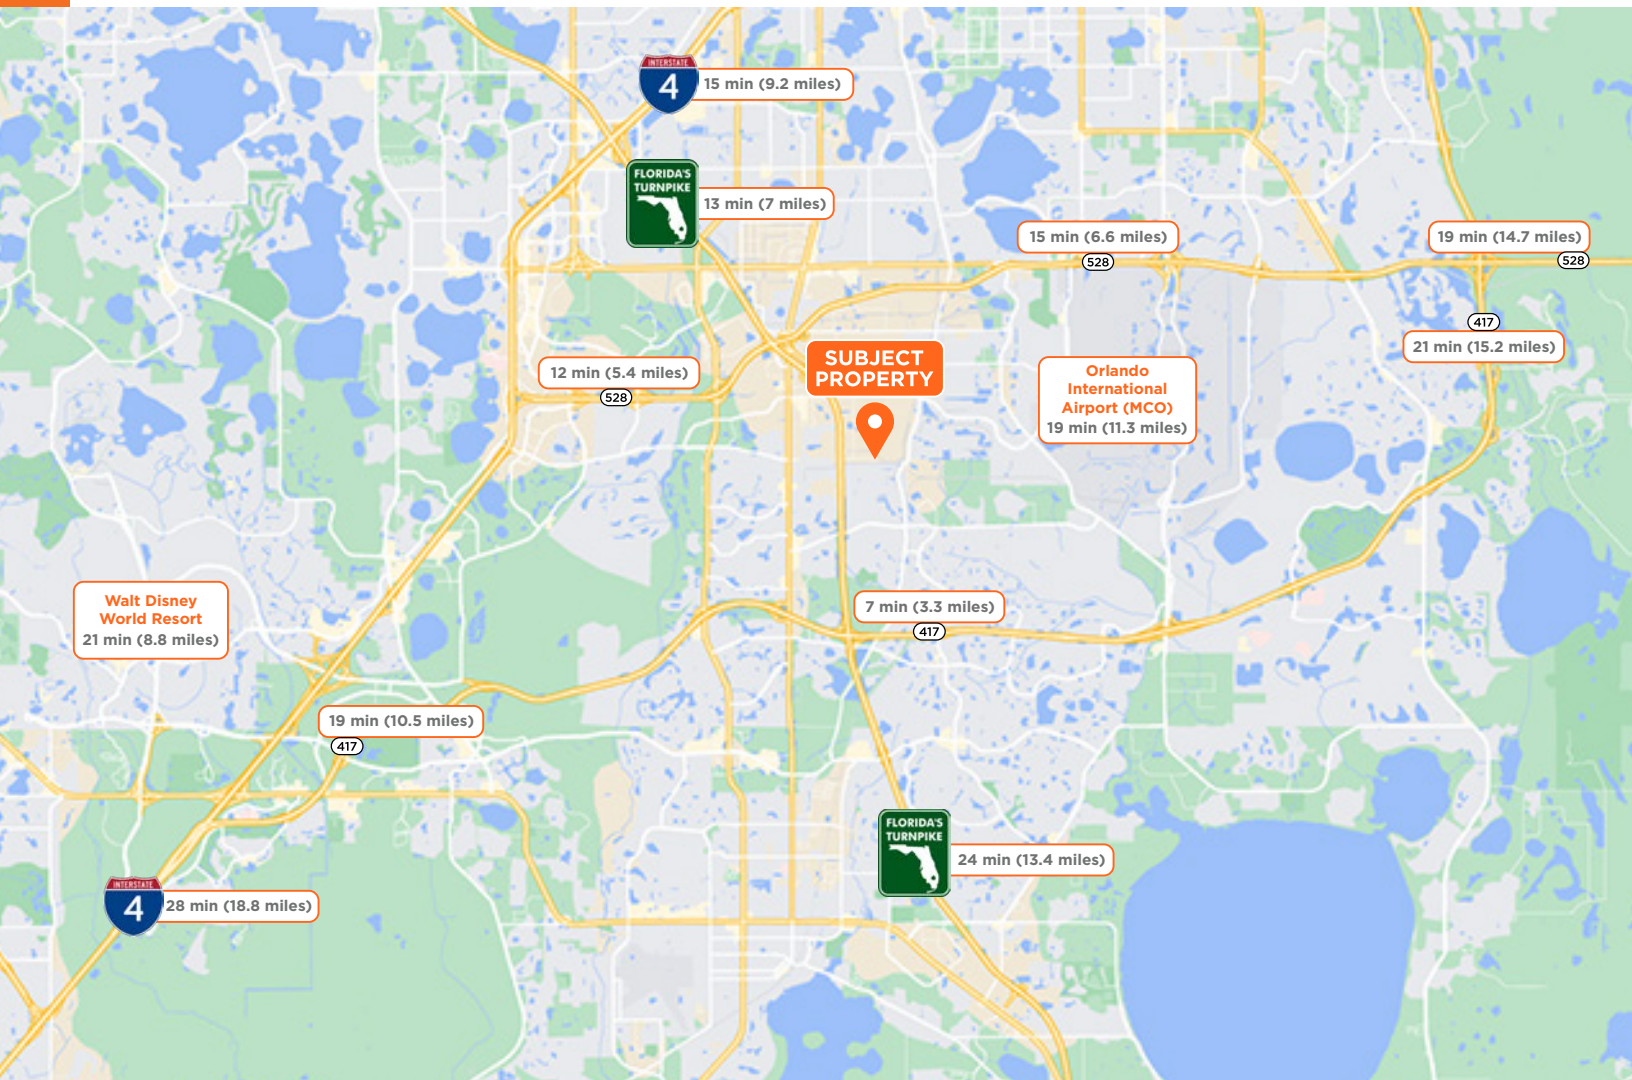 INTERSTATE
4
15 min (9.2 miles)
FLORIDA'S
TURNPIKE
13 min (7 miles)
15 min (6.6 miles)
528
19 min (14.7 miles)
528
417
21 min (15.2 miles)
12 min (5.4 miles)
528
SUBJECT
PROPERTY
Orlando
International
Airport (MCO)
19 min (11.3 miles)
Walt Disney
World Resort
21 min (8.8 miles)
7 min (3.3 miles)
417
19 min (10.5 miles)
417
FLORIDA'S
TURNPIKE
24 min (13.4 miles)
INTERSTATE
4
28 min (18.8 miles)